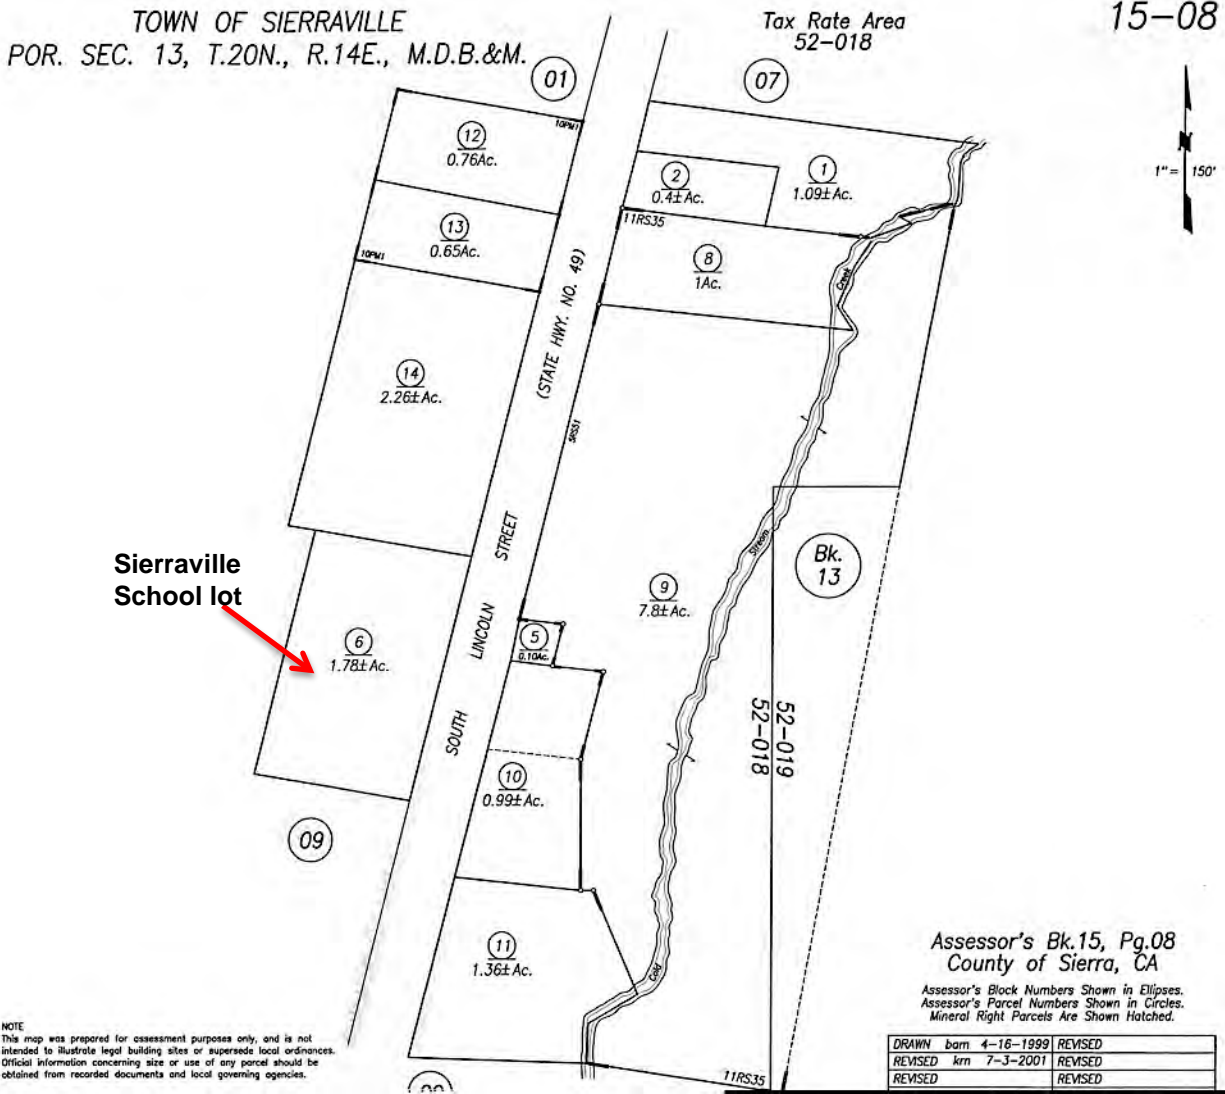 TOWN OF SIERRAVILLE
POR. SEC. 13, T.20N., R.14E., M.D.B.&M.
Tax Rate Area
52-018
15-08
01
07
N
1"= 150'
10PM1
12
0.76Ac.
2
0.4±Ac.
1
1.09±Ac.
11RS35
13
0.65Ac.
10PM1
8
1Ac.
Creek
(STATE HWY. NO. 49)
14
2.26±Ac.
5RS51
Sierraville
School lot
SOUTH LINCOLN STREET
Stream
Bk.
13
9
7.8±Ac.
5
0.10Ac.
6
1.78±Ac.
52-019
52-018
10
0.99±Ac.
09
11
1.36±Ac.
Cold
Assessor's Bk.15, Pg.08
County of Sierra, CA
Assessor's Block Numbers Shown in Ellipses.
Assessor's Parcel Numbers Shown in Circles.
Mineral Right Parcels Are Shown Hatched.
NOTE
This map was prepared for assessment purposes only, and is not
intended to illustrate legal building sites or supersede local ordinances.
Official information concerning size or use of any parcel should be
obtained from recorded documents and local governing agencies.
DRAWN bam 4-16-1999 REVISED
REVISED krn 7-3-2001 REVISED
REVISED REVISED
11RS35